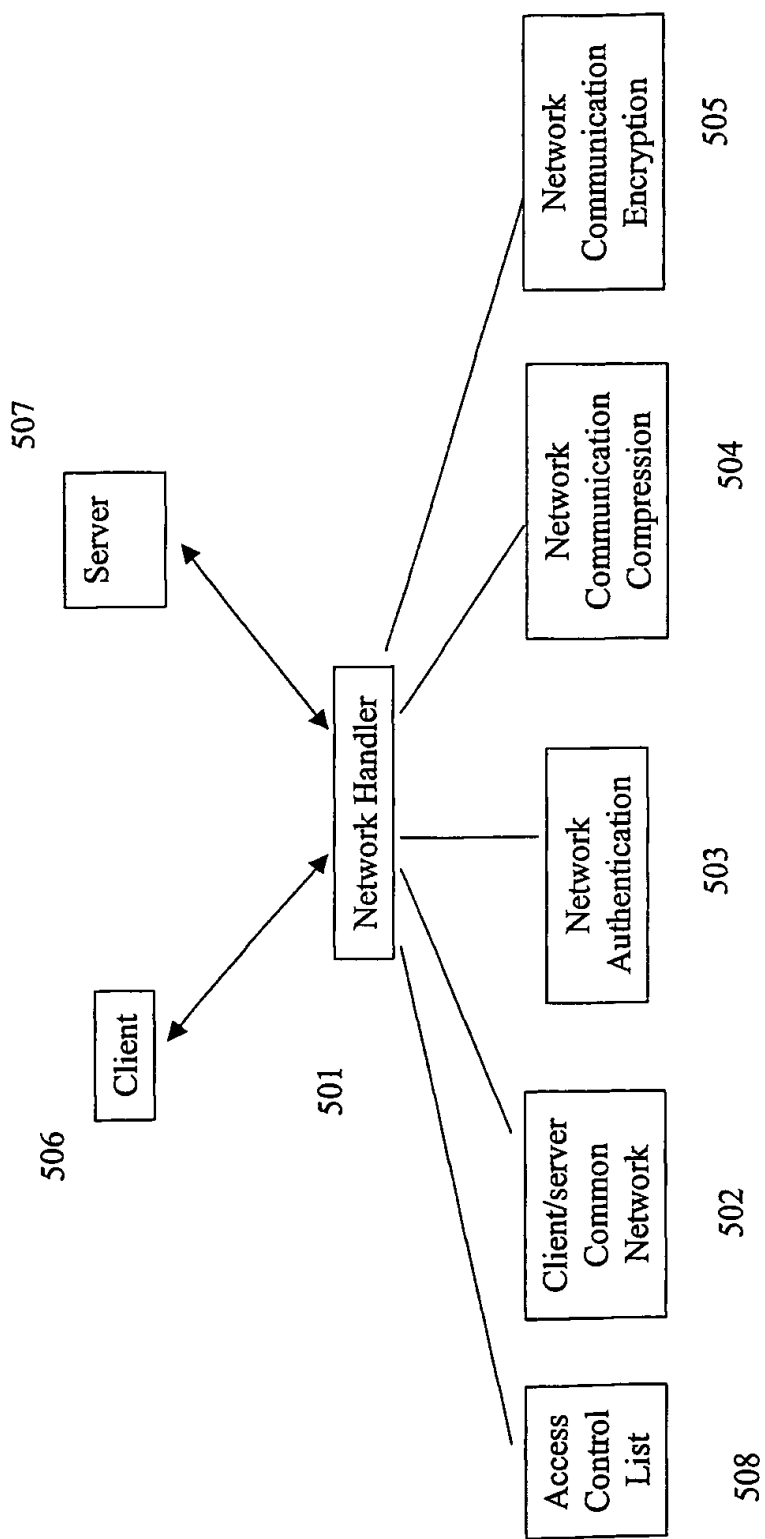 507
Server
506
Client
501
Network Handler
Access
Control
List
508
Client/server
Common
Network
502
Network
Authentication
503
Network
Communication
Compression
504
Network
Communication
Encryption
505